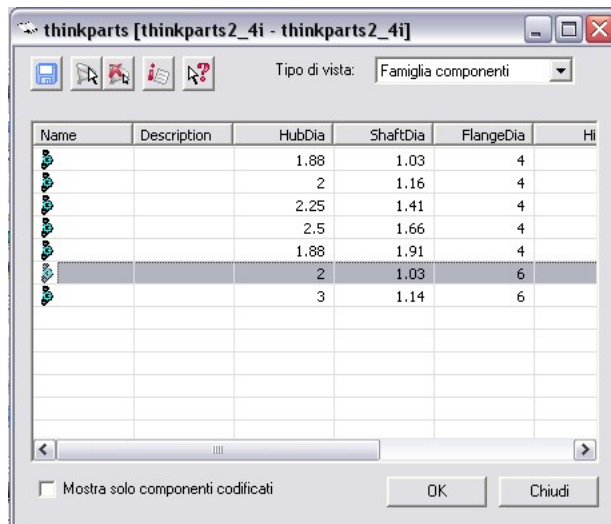 thinkparts [thinkparts2_4i - thinkparts2_4i]
Tipo di vista: Famiglia componenti
Name Description HubDia ShaftDia FlangeDia Hi
1.88 1.03 4
2 1.16 4
2.25 1.41 4
2.5 1.66 4
1.88 1.91 4
2 1.03 6
3 1.14 6
Mostra solo componenti codificati OK Chiudi